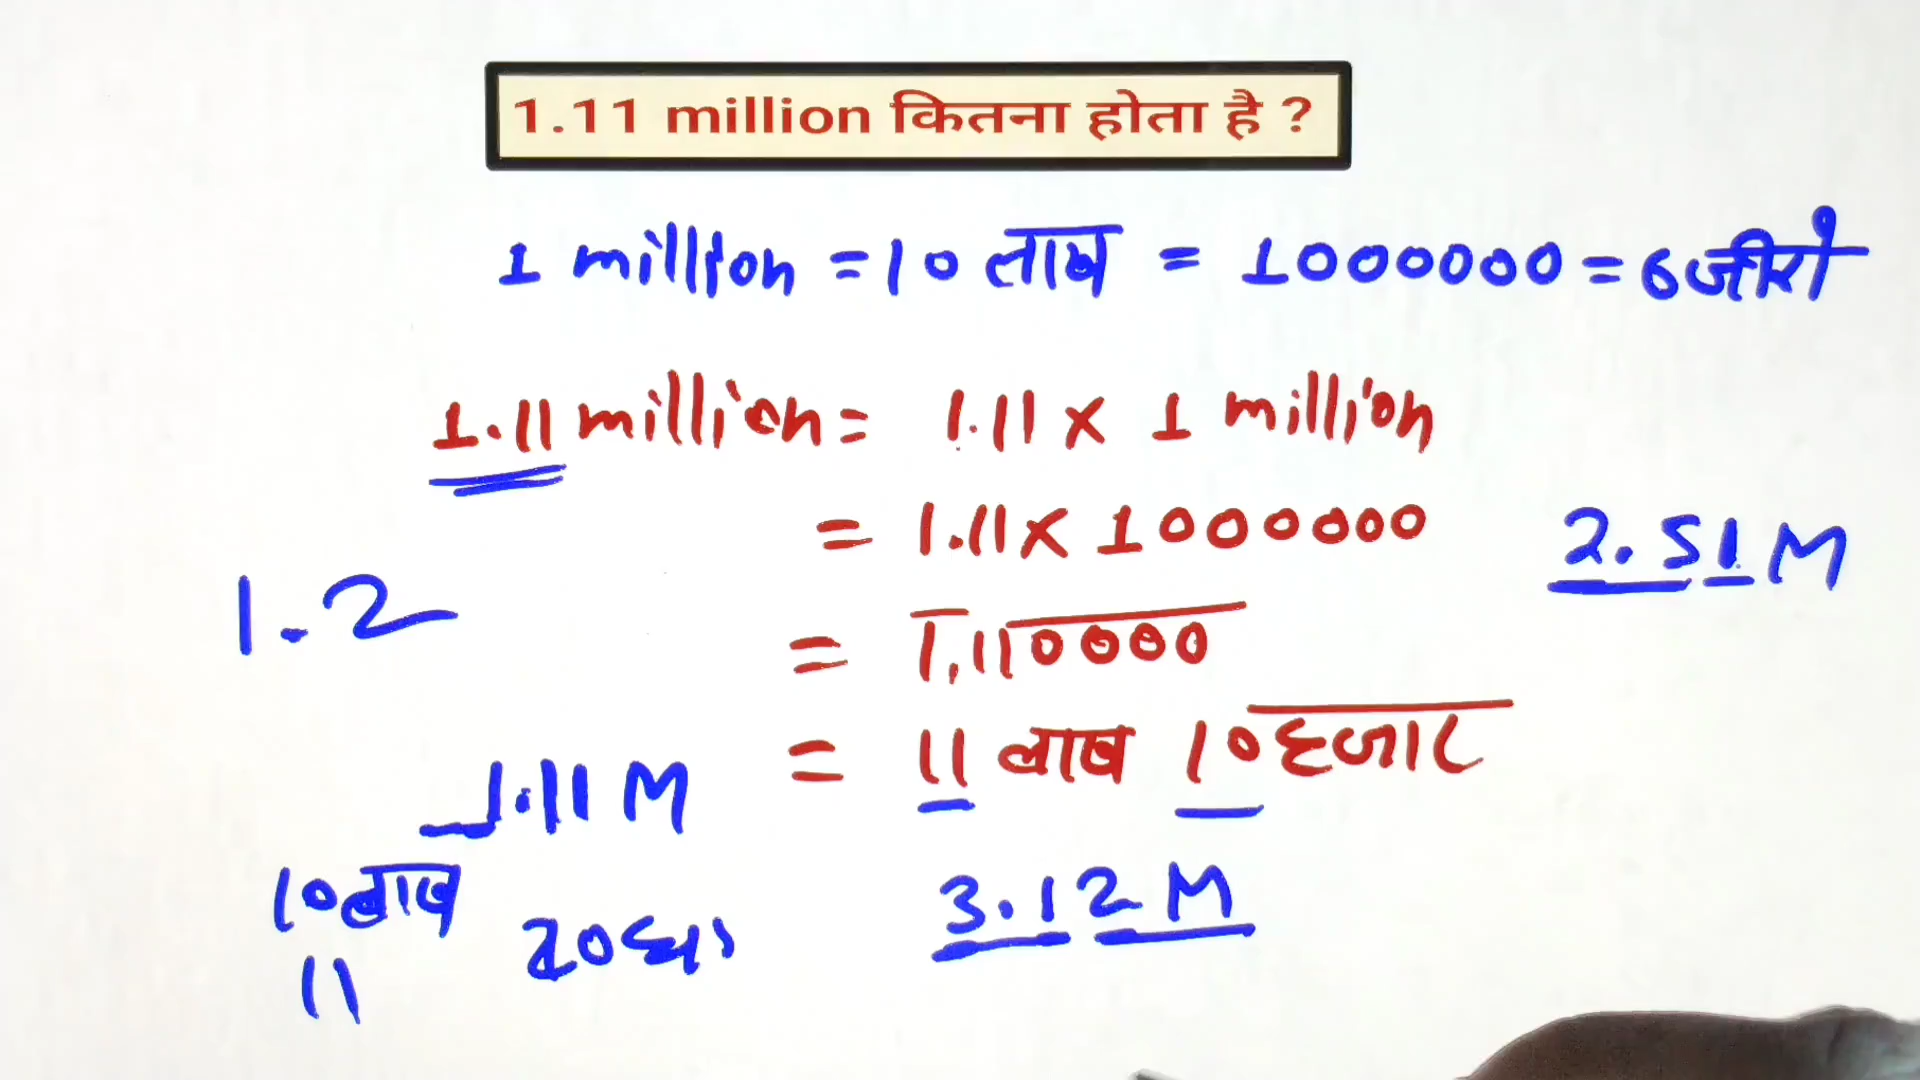 1.11 million कितना होता है ?
1 million = 10 लाख = 1000000 = 6 जीरो
1.11 million = 1.11 x 1 million
= 1.11 x 1000000
2.51 M
1.2
= 1,110000
= 11 लाख 10 हजार
1.11 M
10 लाख
3.12 M
20
11